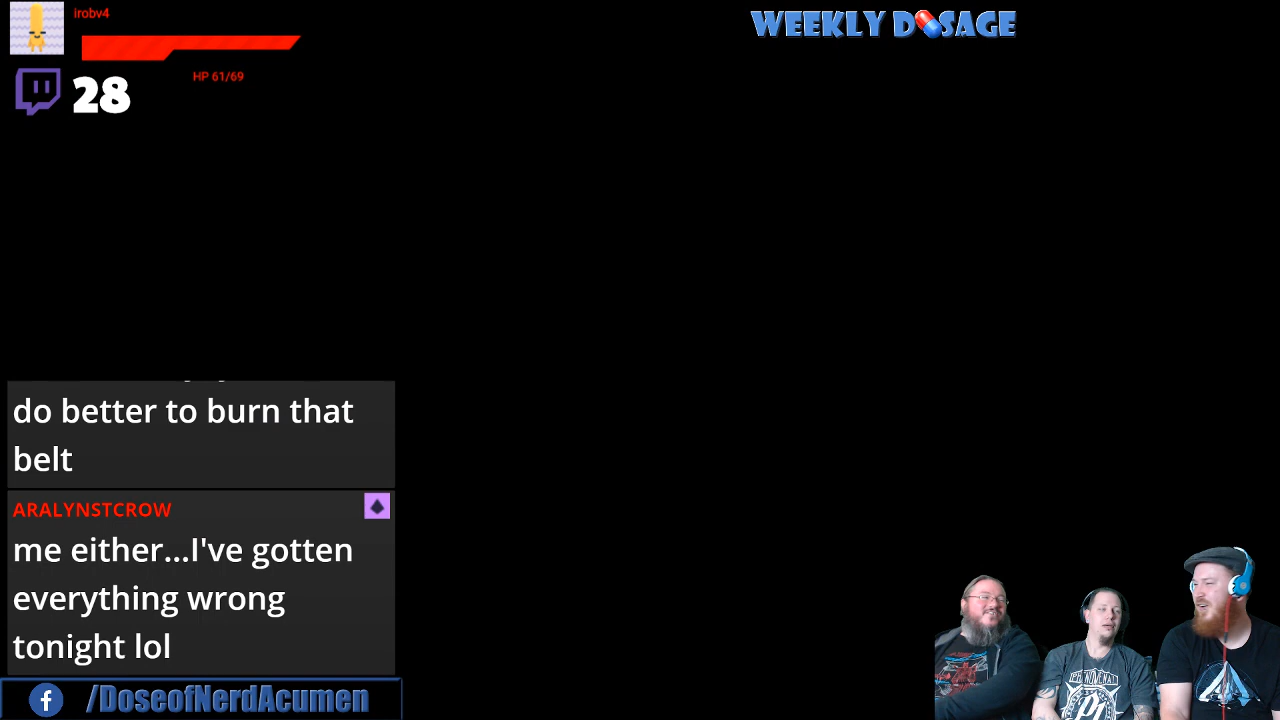 irobv4
WEEKLY DOSAGE
HP 61/69
28
do better to burn that
belt
ARALYNSTCROW
me either...I've gotten
everything wrong
tonight lol
/DoseofNerdAcumen